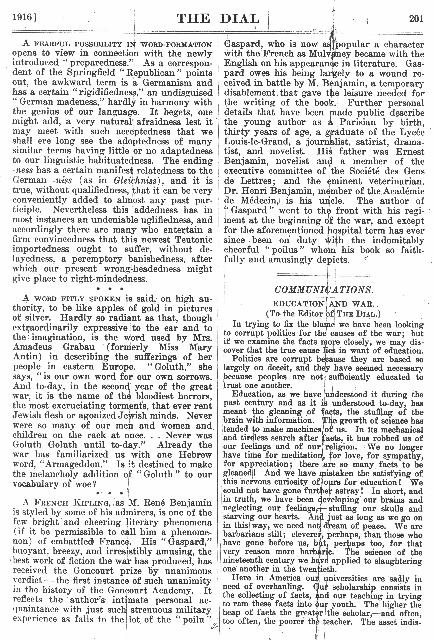 1916] THE DIAL 201
A FEARFUL POSSIBILITY IN WORD-FORMATION
opens to view in connection with the newly
introduced "preparedness." As a correspon-
dent of the Springfield "Republican" points
out, the awkward term is a Germanism and
has a certain "rigidifiedness," an undisguised
"German madeness," hardly in harmony with
the genius of our language. It begets, one
might add, a very natural afraidness lest it
may meet with such acceptedness that we
shall ere long see the adoptedness of many
similar terms having little or no adaptedness
to our linguistic habitustedness. The ending
-ness has a certain manifest relatedness to the
German -niss (as in Gleichniss), and it is
true, without qualifiedness, that it can be very
conveniently added to almost any past par-
ticiple. Nevertheless this addedness has in
most instances an undeniable uglifiedness, and
accordingly there are many who entertain a
firm convincedness that this newest Teutonic
importedness ought to suffer, without de-
layedness, a peremptory banishedness, after
which our present wrong-headedness might
give place to right-mindedness.
A WORD FITLY SPOKEN is said, on high au-
thority, to be like apples of gold in pictures
of silver. Hardly so radiant as that, though
extraordinarily expressive to the ear and to
the imagination, is the word used by Mrs.
Amadeus Grabau (formerly Miss Mary
Antin) in describing the sufferings of her
people in eastern Europe. "Goluth," she
says, "is our own word for our own sorrows.
And to-day, in the second year of the great
war, it is the name of the bloodiest horrors,
the most excruciating torments, that ever rent
Jewish flesh or agonized Jewish minds. Never
were so many of our men and women and
children on the rack at once. . . Never was
Goluth Goluth until to-day." Already the
war has familiarized us with one Hebrew
word, "Armageddon." Is it destined to make
the melancholy addition of "Goluth" to our
vocabulary of woe?
A FRENCH KIPLING, as M. René Benjamin
is styled by some of his admirers, is one of the
few bright and cheering literary phenomena
(if it be permissible to call him a phenome-
non) of embattled France. His "Gaspard,"
buoyant, breezy, and irresistibly amusing, the
best work of fiction the war has produced, has
received the Goncourt prize by unanimous
verdict—the first instance of such unanimity
in the history of the Goncourt Academy. It
reflects the author's intimate personal ac-
quaintance with just such strenuous military
experience as falls to the lot of the "poilu"
Gaspard, who is now as popular a character
with the French as Mulvaney became with the
English on his appearance in literature. Gas-
pard owes his being largely to a wound re-
ceived in battle by M. Benjamin, a temporary
disablement that gave the leisure needed for
the writing of the book. Further personal
details that have been made public describe
the young author as a Parisian by birth,
thirty years of age, a graduate of the Lycée
Louis-le-Grand, a journalist, satirist, drama-
tist, and novelist. His father was Ernest
Benjamin, novelist and a member of the
executive committee of the Société des Gens
de Lettres; and the eminent veterinarian,
Dr. Henri Benjamin, member of the Académie
de Médecin, is his uncle. The author of
"Gaspard" went to the front with his regi-
ment at the beginning of the war, and except
for the aforementioned hospital term has ever
since been on duty with the indomitably
cheerful "poilus" whom his book so faith-
fully and amusingly depicts.
COMMUNICATIONS.
EDUCATION AND WAR.
(To the Editor of THE DIAL.)
In trying to fix the blame we have been looking
to corrupt politics for the causes of the war; but
if we examine the facts more closely, we may dis-
cover that the true cause lies in want of education.
Politics are corrupt because they are based so
largely on deceit, and they have seemed necessary
because peoples are not sufficiently educated to
trust one another.
Education, as we have understood it during the
past century and as it is understood to-day, has
meant the gleaning of facts, the stuffing of the
brain with information. The growth of science has
tended to make machines of us. In its mechanical
and tireless search after facts, it has robbed us of
our feelings and of our religion. We no longer
have time for meditation, for love, for sympathy,
for appreciation; there are so many facts to be
gleaned! And we have mistaken the satisfying of
this nervous curiosity of ours for education! We
could not have gone further astray! In short, and
in truth, we have been developing our brains and
neglecting our feelings,—stuffing our skulls and
starving our hearts. And just as long as we go on
in this way, we need not dream of peace. We are
barbarians still; cleverer, perhaps, than those who
have gone before us, but, perhaps too, for that
very reason more barbaric. The science of the
nineteenth century we have applied to slaughtering
one another in the twentieth.
Here in America our universities are sadly in
need of overhauling. Our scholarship consists in
the collecting of facts, and our teaching in trying
to ram these facts into our youth. The higher the
heap of facts the greater the scholar,—and often,
too often, the poorer the teacher. The asset indis-